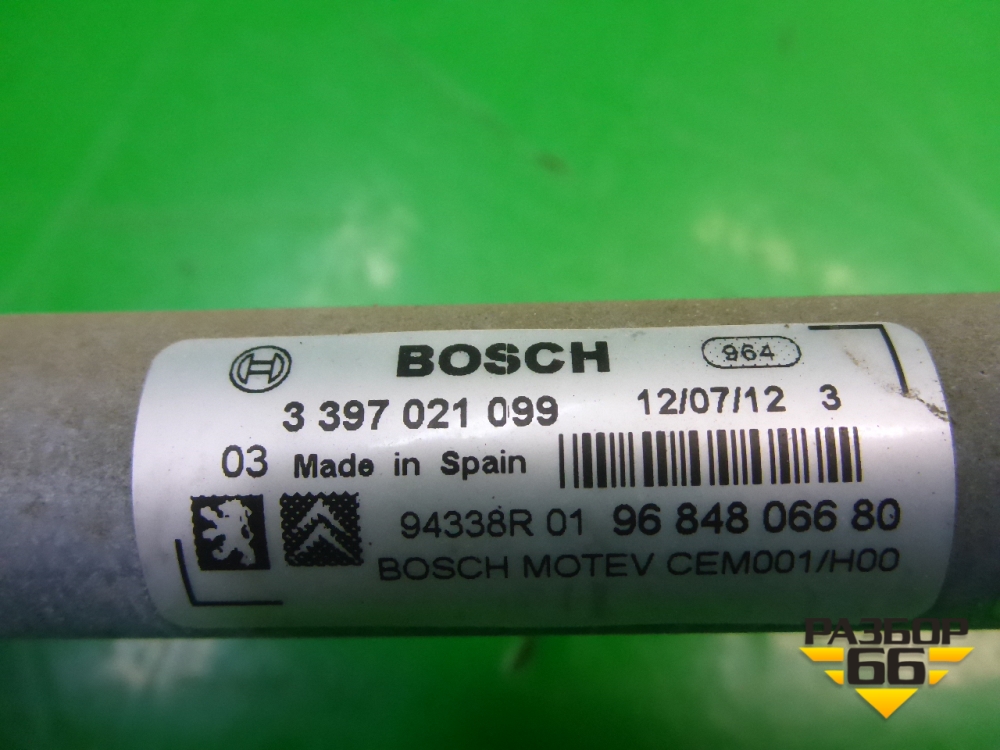 BOSCH 964
3 397 021 099 12/07/12 3
03 Made in Spain
94338R 01 96 848 066 80
BOSCH MOTEV CEM001/H00
РАЗБОР
66